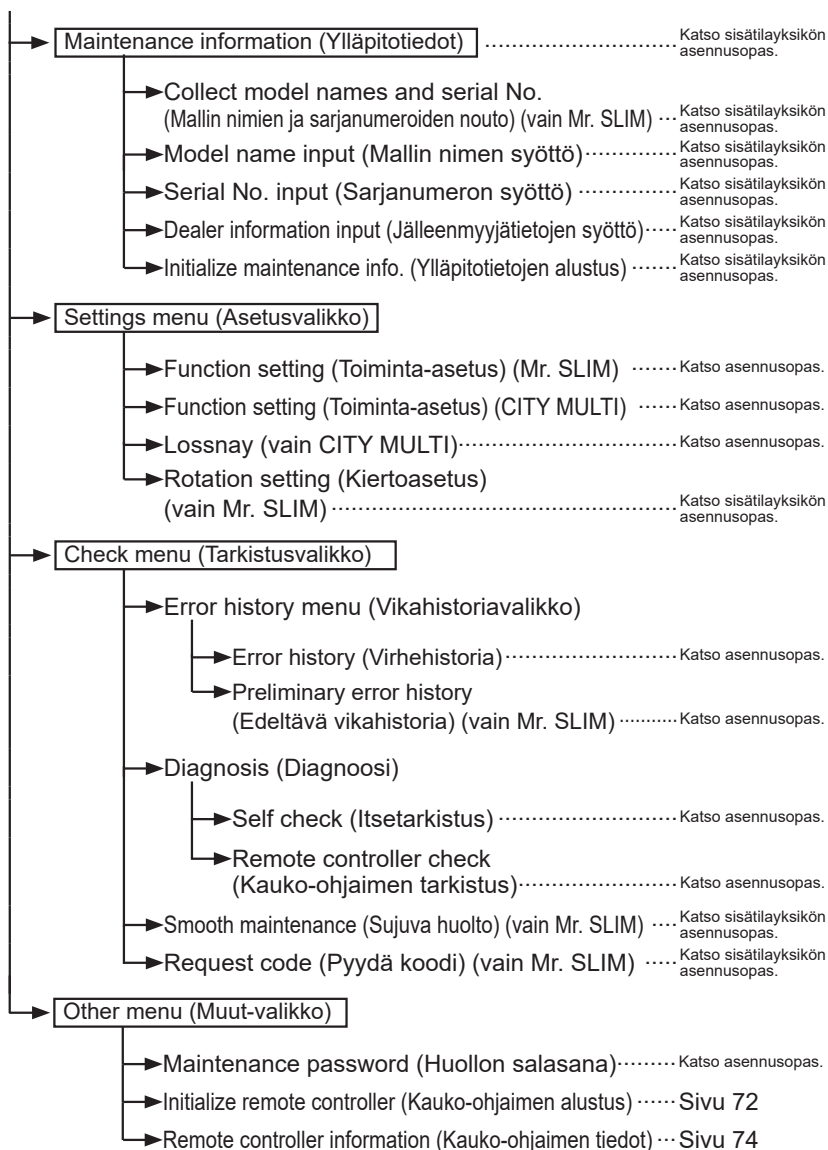 Maintenance information (Ylläpitotiedot) ............................ Katso sisätilayksikön
asennusopas.
Collect model names and serial No.
(Mallin nimien ja sarjanumeroiden nouto) (vain Mr. SLIM) ... Katso sisätilayksikön
asennusopas.
Model name input (Mallin nimen syöttö) ............. Katso sisätilayksikön
asennusopas.
Serial No. input (Sarjanumeron syöttö) .............. Katso sisätilayksikön
asennusopas.
Dealer information input (Jälleenmyyjätietojen syöttö) ..... Katso sisätilayksikön
asennusopas.
Initialize maintenance info. (Ylläpitotietojen alustus) ....... Katso sisätilayksikön
asennusopas.
Settings menu (Asetusvalikko)
Function setting (Toiminta-asetus) (Mr. SLIM) ....... Katso asennusopas.
Function setting (Toiminta-asetus) (CITY MULTI) ...... Katso asennusopas.
Lossnay (vain CITY MULTI) ................................ Katso asennusopas.
Rotation setting (Kiertoasetus)
(vain Mr. SLIM) .................................................. Katso sisätilayksikön
asennusopas.
Check menu (Tarkistusvalikko)
Error history menu (Vikahistoriavalikko)
Error history (Virhehistoria) ......................... Katso asennusopas.
Preliminary error history
(Edeltävä vikahistoria) (vain Mr. SLIM) ........... Katso asennusopas.
Diagnosis (Diagnoosi)
Self check (Itsetarkistus) .......................... Katso asennusopas.
Remote controller check
(Kauko-ohjaimen tarkistus) ....................... Katso asennusopas.
Smooth maintenance (Sujuva huolto) (vain Mr. SLIM) .... Katso sisätilayksikön
asennusopas.
Request code (Pyydä koodi) (vain Mr. SLIM) ..... Katso sisätilayksikön
asennusopas.
Other menu (Muut-valikko)
Maintenance password (Huollon salasana) ......... Katso asennusopas.
Initialize remote controller (Kauko-ohjaimen alustus) ...... Sivu 72
Remote controller information (Kauko-ohjaimen tiedot) ... Sivu 74